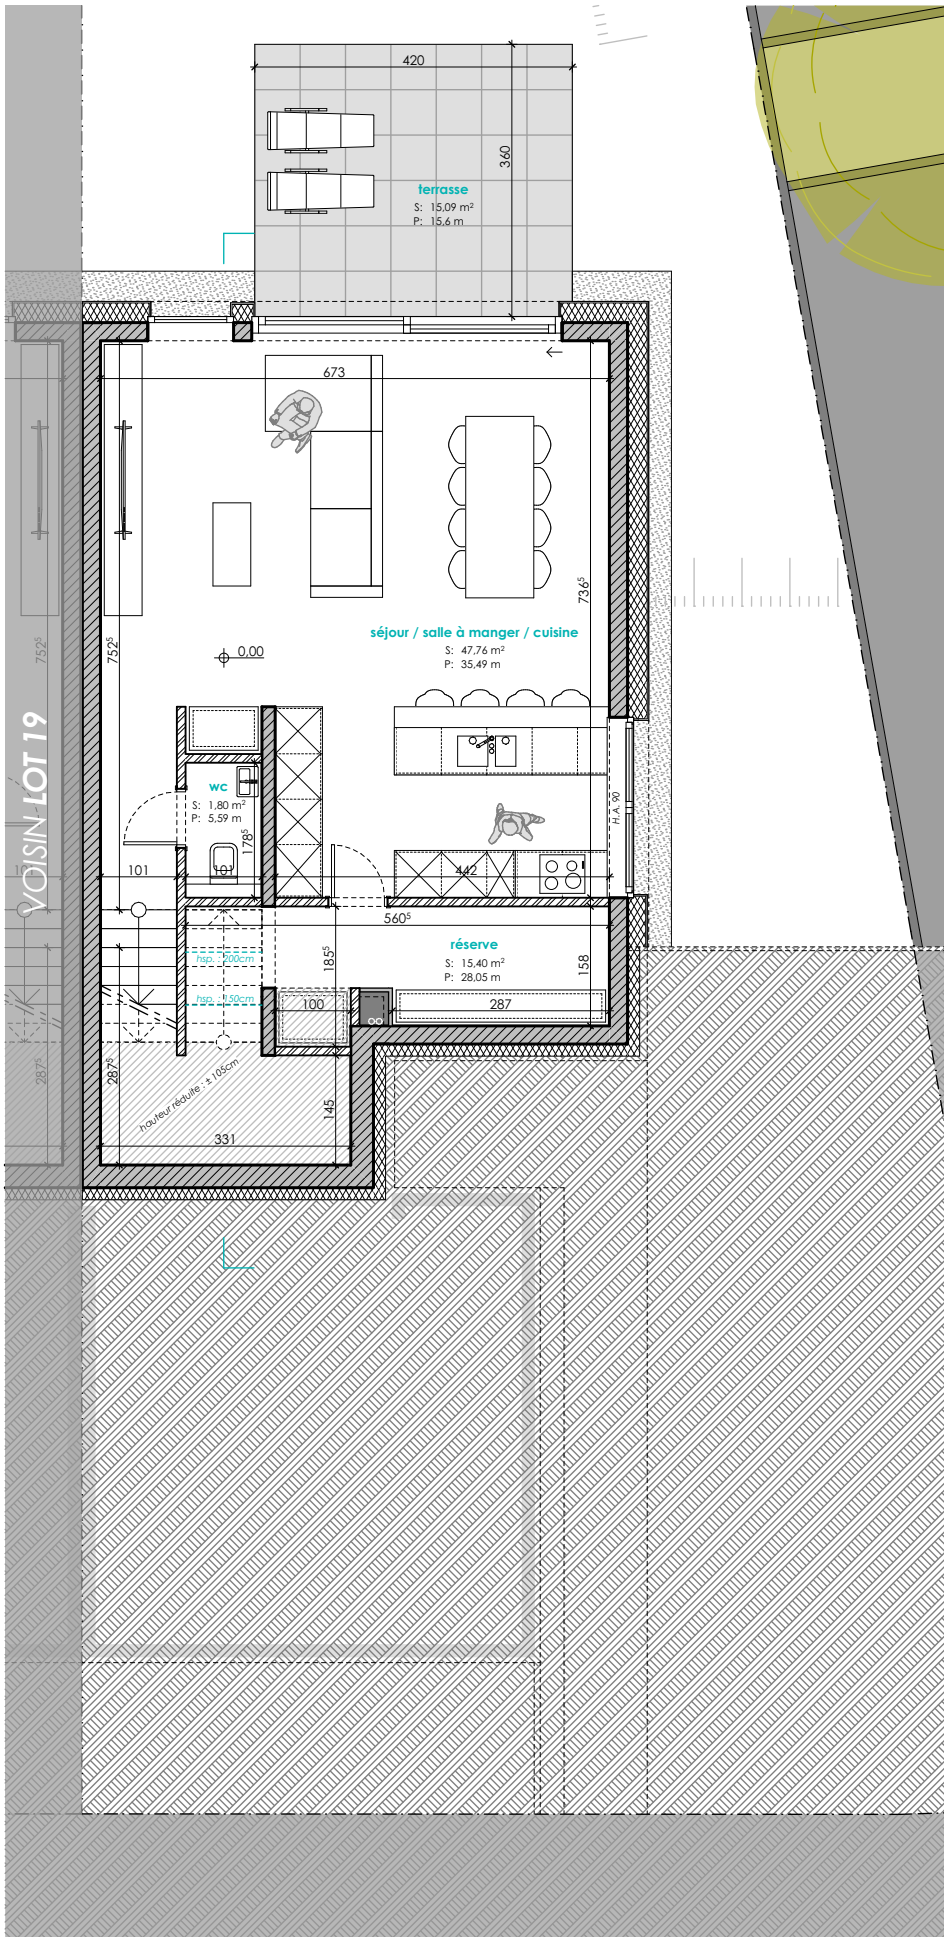 420
360
terrasse
S: 15,09 m²
P: 15,6 m
673
736⁵
752⁵
752⁵
séjour / salle à manger / cuisine
S: 47,76 m²
P: 35,49 m
0,00
VOISIN LOT 19
wc
S: 1,80 m²
P: 5,59 m
178⁵
H.A. 90
101
101
101
442
560⁵
réserve
S: 15,40 m²
P: 28,05 m
185⁵
158
hsp. : 200cm
hsp. : 150cm
100
287
287⁵
287⁵
hauteur réduite : ± 105cm
145
331